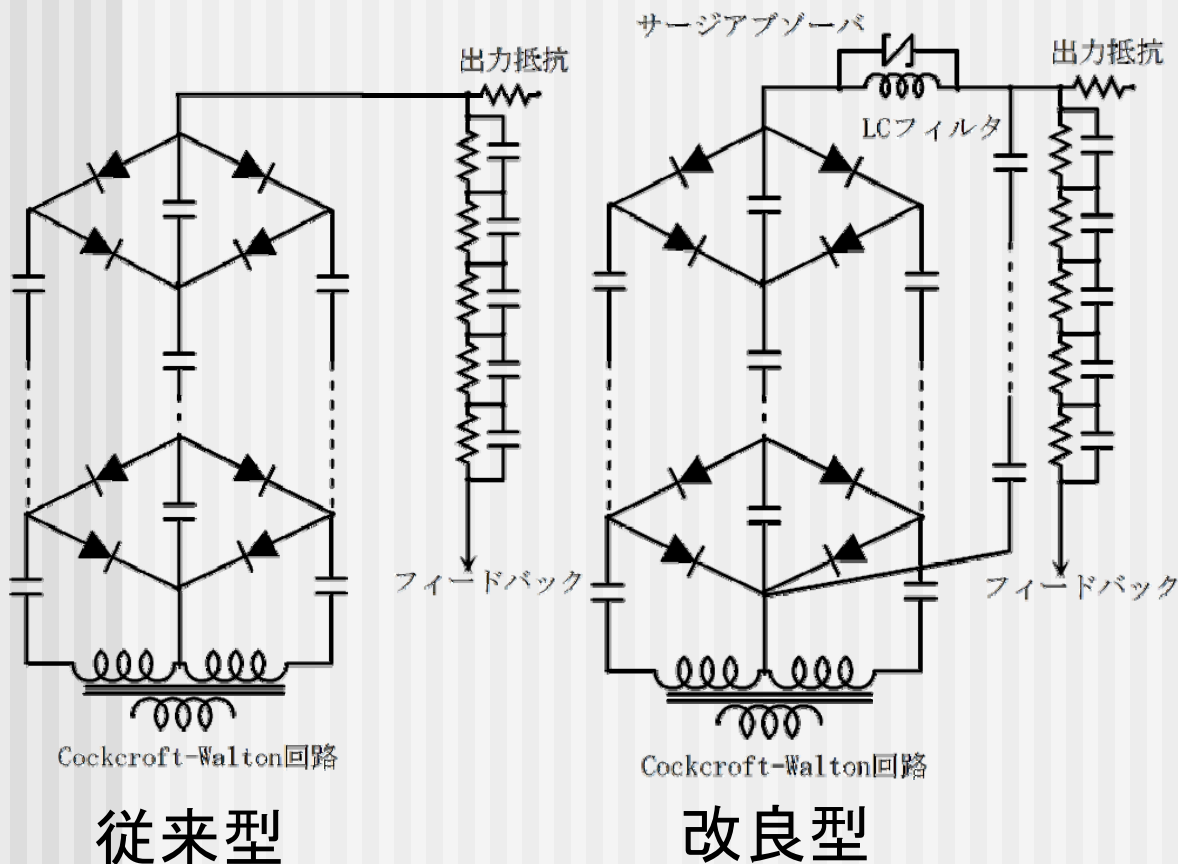 出力抵抗
フィードバック
Cockcroft-Walton回路
従来型
サージアブゾーバ
出力抵抗
LCフィルタ
フィードバック
Cockcroft-Walton回路
改良型